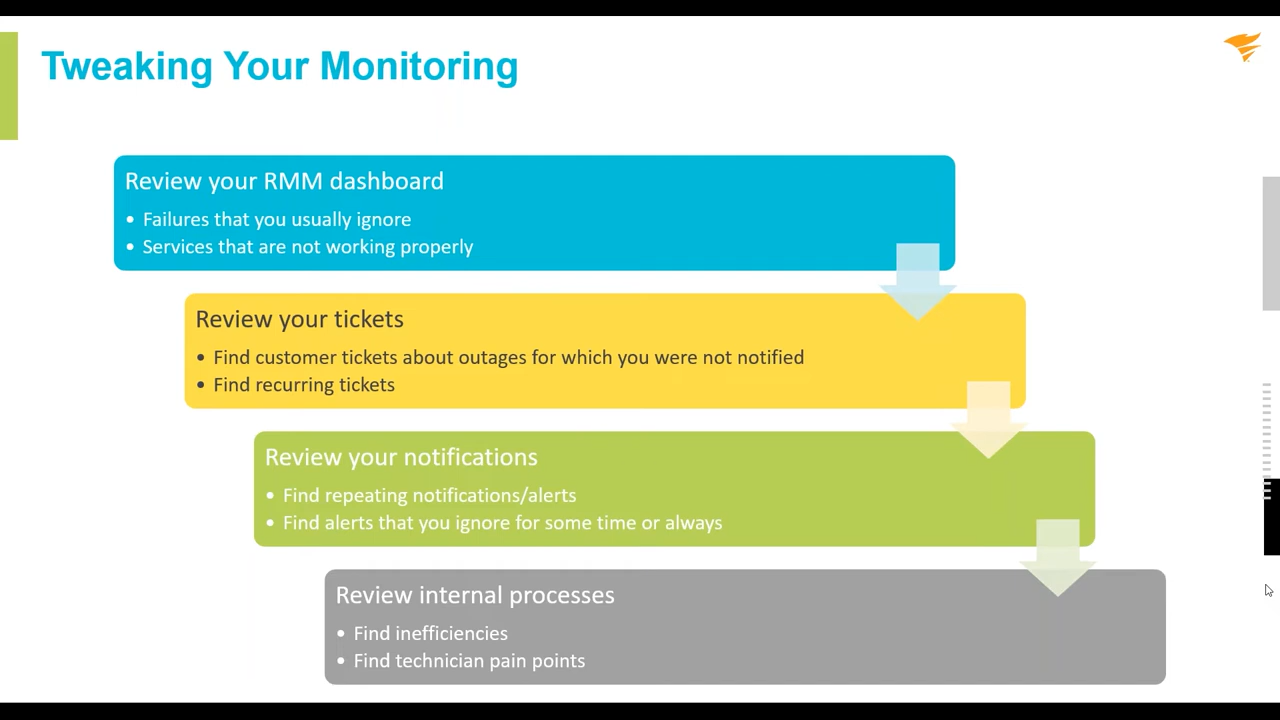 Tweaking Your Monitoring
Review your RMM dashboard
• Failures that you usually ignore
• Services that are not working properly
Review your tickets
• Find customer tickets about outages for which you were not notified
• Find recurring tickets
Review your notifications
• Find repeating notifications/alerts
• Find alerts that you ignore for some time or always
Review internal processes
• Find inefficiencies
• Find technician pain points